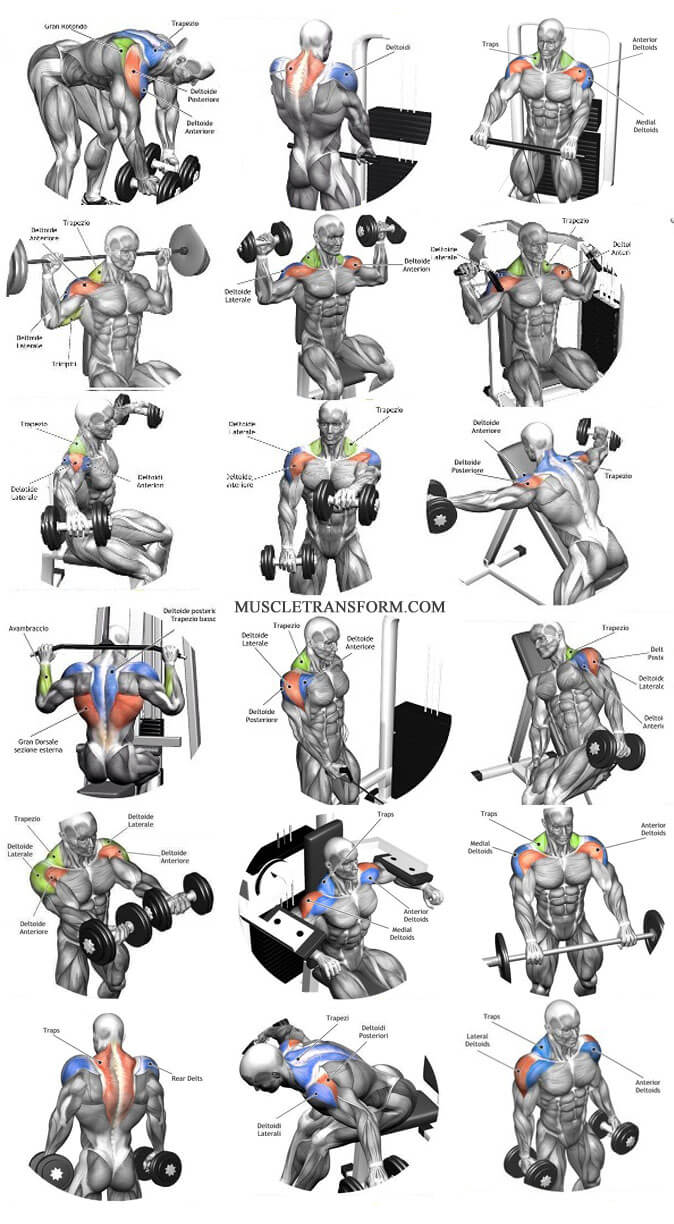 Gran Rotondo
Trapezio
Deltoide
Posteriore
Deltoide
Anteriore
Deltoidi
Traps
Anterior
Deltoids
Medial
Deltoids
Deltoide
Anteriore
Trapezio
Deltoide
Laterale
Tricipiti
Deltoide
Laterale
Deltoide
Anteriori
Deltoide
Laterale
Trapezio
Deltoi
Anteri
Trapezio
Deltoide
Laterale
Deltoidi
Anteriori
Deltoide
Laterale
Trapezio
Deltoide
Anteriore
Deltoide
Posteriore
Trapezio
MUSCLETRANSFORM.COM
Avambraccio
Deltoide posteric
Trapezio basso
Gran Dorsale
sezione esterna
Trapezio
Deltoide
Laterale
Deltoide
Anteriore
Deltoide
Posteriore
Trapezio
Delt
Poste
Deltoide
Laterale
Deltoi
Anteri
Trapezio
Deltoide
Laterale
Deltoide
Laterale
Deltoide
Anteriore
Deltoide
Anteriore
Traps
Anterior
Deltoids
Medial
Deltoids
Traps
Medial
Deltoids
Anterior
Deltoids
Traps
Rear Delts
Trapezi
Deltoidi
Posteriori
Deltoidi
Laterali
Traps
Lateral
Deltoids
Anterior
Deltoids